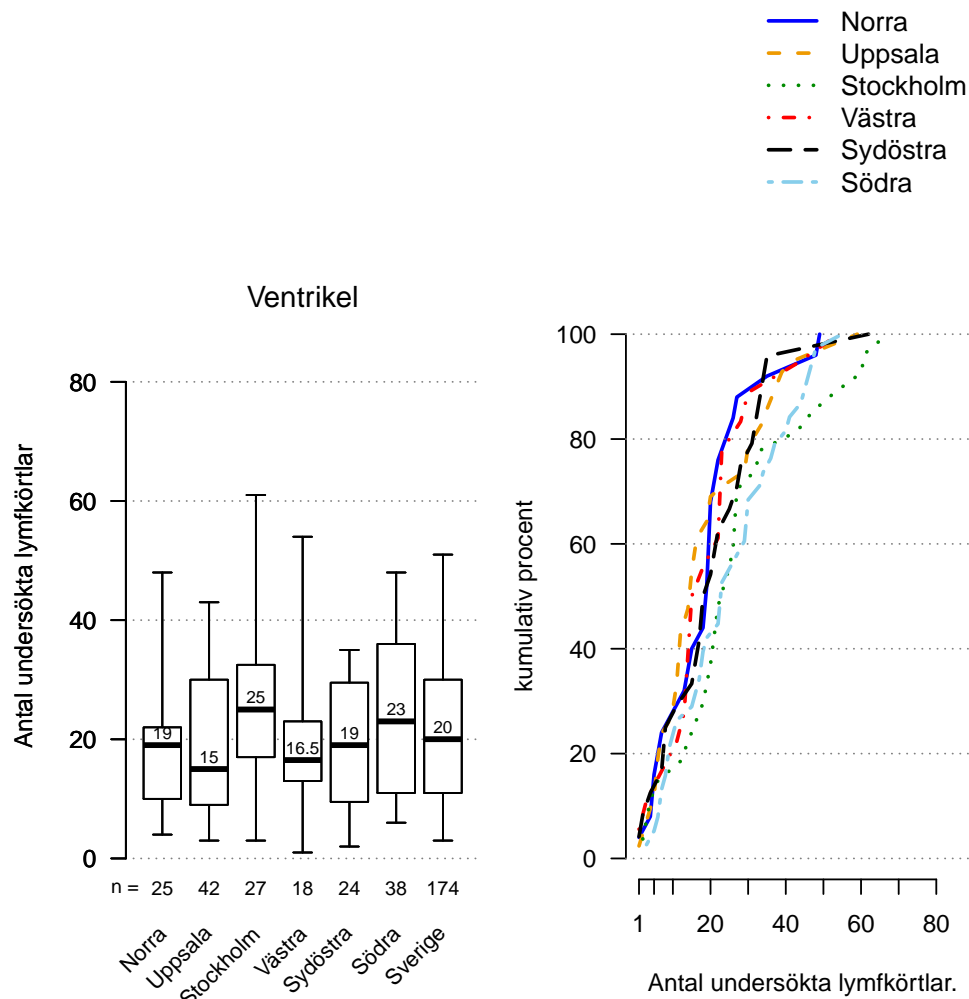 Norra
Uppsala
Stockholm
Västra
Sydöstra
Södra
Ventrikel
Antal undersökta lymfkörtlar
80
60
40
20
0
19
15
25
16.5
19
23
20
n = 25 42 27 18 24 38 174
Norra Uppsala Stockholm Västra Sydöstra Södra Sverige
kumulativ procent
100
80
60
40
20
0
1 20 40 60 80
Antal undersökta lymfkörtlar.